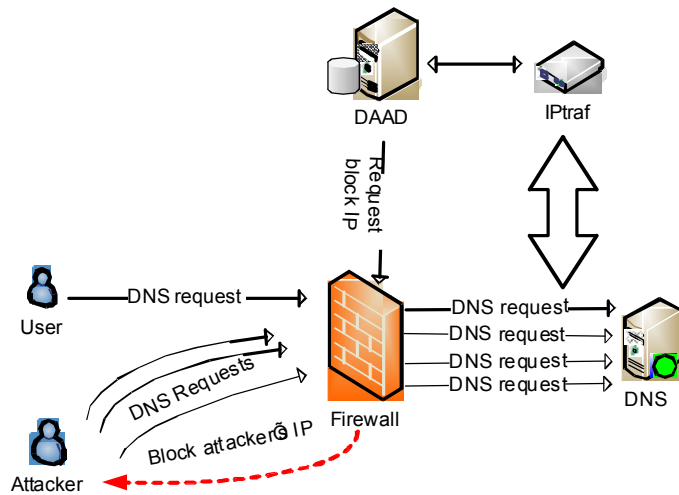 DAAD
IPtraf
Request
block IP
DNS request
User
DNS request
DNS request
DNS request
DNS request
DNS Requests
Block attackerÕs IP
Firewall
DNS
Attacker